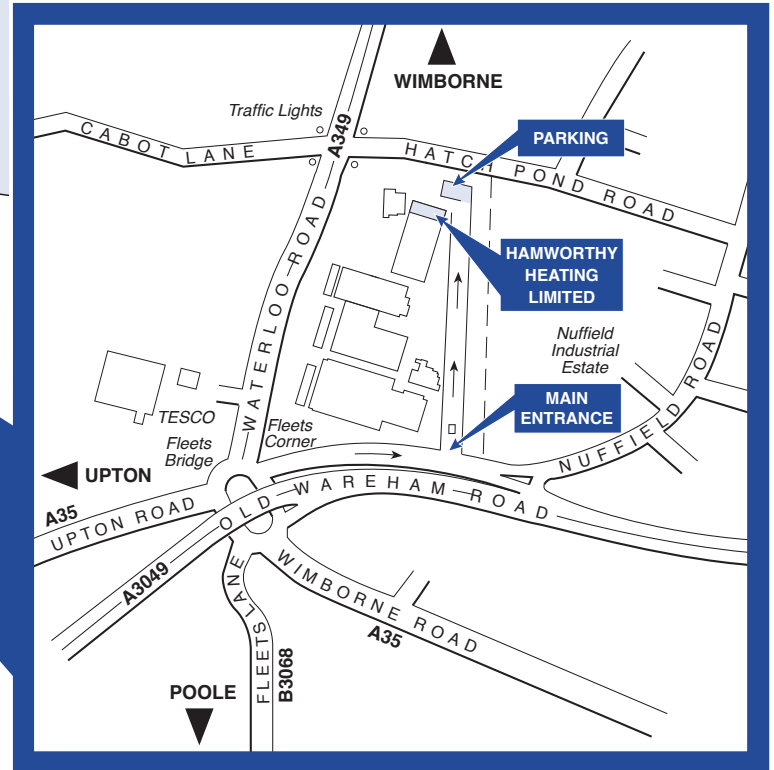 WIMBORNE
Traffic Lights
A349
CABOT LANE
HATCH POND ROAD
PARKING
HAMWORTHY
HEATING
LIMITED
WATERLOO ROAD
Nuffield
Industrial
Estate
NUFFIELD ROAD
MAIN
ENTRANCE
TESCO
Fleets
Corner
Fleets
Bridge
UPTON
A35
UPTON ROAD
OLD WAREHAM ROAD
A3049
FLEETS LANE
B3068
WIMBORNE ROAD
A35
POOLE